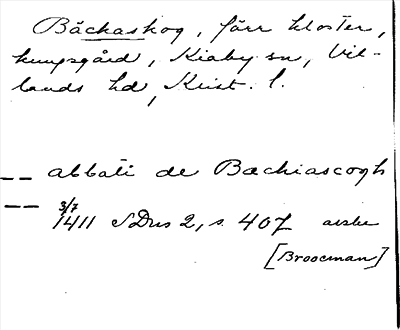 Bäckaskog, förr kloster,
kungsgård, Kiaby sn, Vil-
lands hd, Krist. l.
-- abbati de Bachiascogh
-- 3/7 1411 SDns 2, s. 407 avskr
[Brocman]